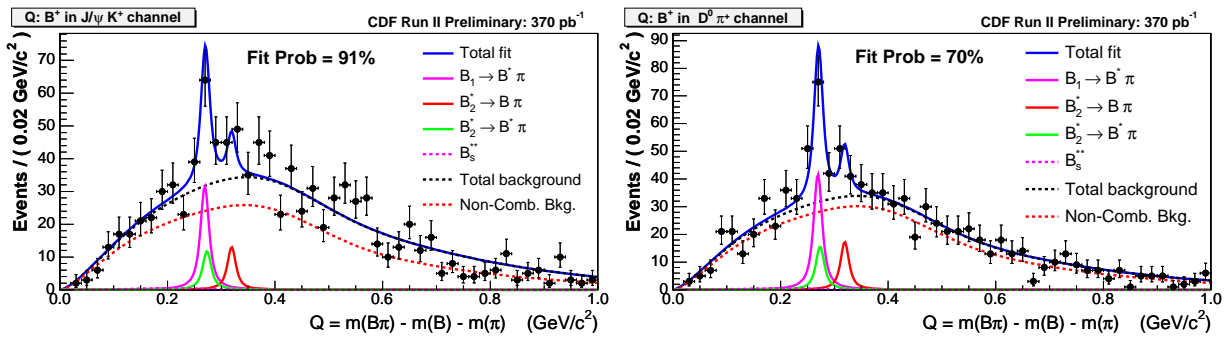 Q: B⁺ in J/ψ K⁺ channel
CDF Run II Preliminary: 370 pb⁻¹
Events / ( 0.02 GeV/c² )
70
60
50
40
30
20
10
0
Fit Prob = 91%
Total fit
B₁ → B* π
B₂* → B π
B₂* → B* π
Bₛ**
Total background
Non-Comb. Bkg.
0.0 0.2 0.4 0.6 0.8 1.0
Q = m(Bπ) - m(B) - m(π) (GeV/c²)
Q: B⁺ in D⁰ π⁺ channel
CDF Run II Preliminary: 370 pb⁻¹
Events / ( 0.02 GeV/c² )
90
80
70
60
50
40
30
20
10
0
Fit Prob = 70%
Total fit
B₁ → B* π
B₂* → B π
B₂* → B* π
Bₛ**
Total background
Non-Comb. Bkg.
0.0 0.2 0.4 0.6 0.8 1.0
Q = m(Bπ) - m(B) - m(π) (GeV/c²)